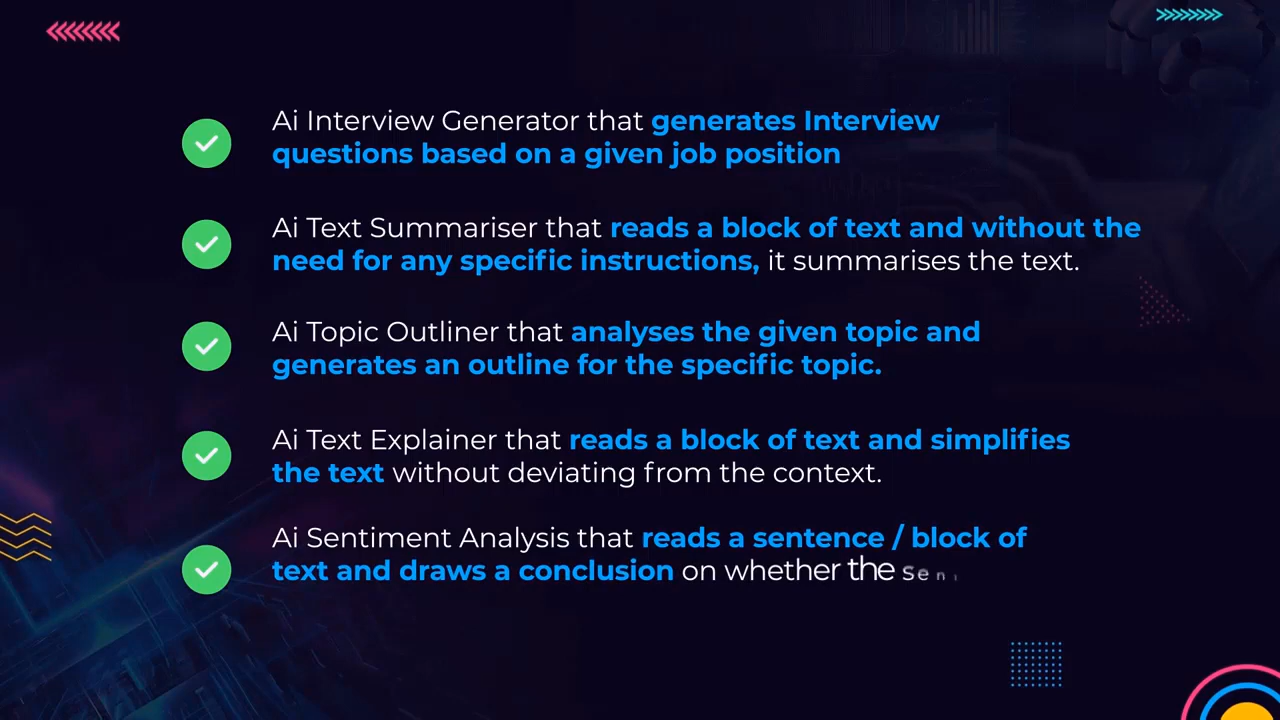 Ai Interview Generator that generates Interview
questions based on a given job position
Ai Text Summariser that reads a block of text and without the
need for any specific instructions, it summarises the text.
Ai Topic Outliner that analyses the given topic and
generates an outline for the specific topic.
Ai Text Explainer that reads a block of text and simplifies
the text without deviating from the context.
Ai Sentiment Analysis that reads a sentence / block of
text and draws a conclusion on whether the